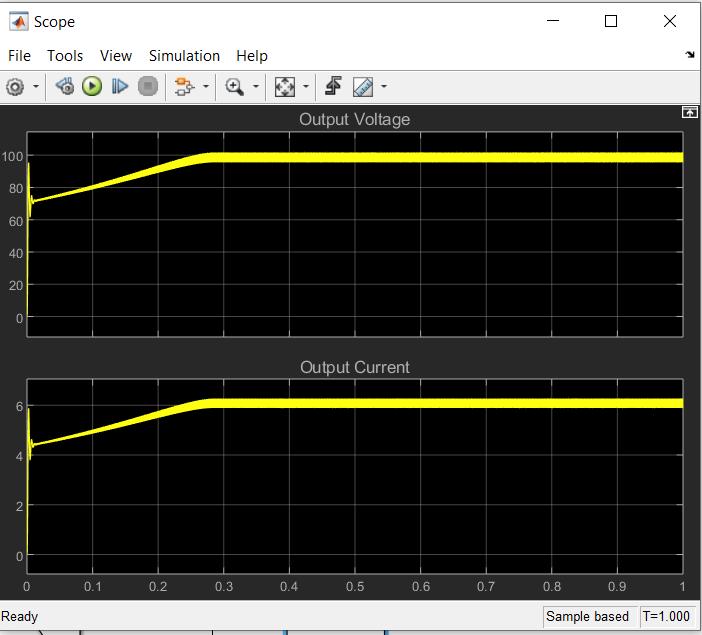 Scope
File Tools View Simulation Help
Output Voltage
100
80
60
40
20
0
Output Current
6
4
2
0
0 0.1 0.2 0.3 0.4 0.5 0.6 0.7 0.8 0.9 1
Ready Sample based T=1.000